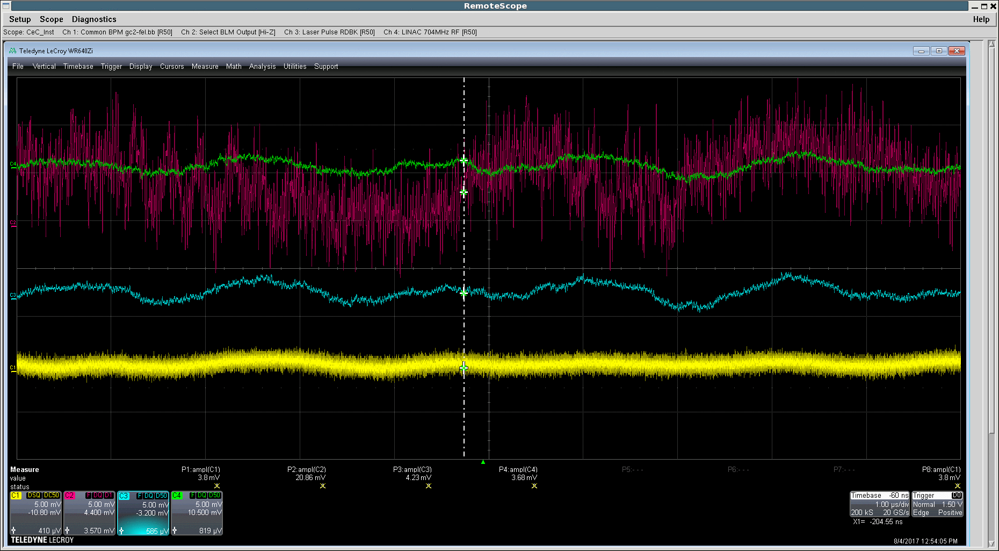 RemoteScope
Setup Scope Diagnostics Help
Scope: CeC_Inst Ch 1: Common BPM gc2-fel.bb [R50] Ch 2: Select BLM Output [Hi-Z] Ch 3: Laser Pulse RDBK [R50] Ch 4: LINAC 704MHz RF [R50]
Teledyne LeCroy WR640Zi
File Vertical Timebase Trigger Display Cursors Measure Math Analysis Utilities Support
C4
C2
C3
C1
Measure P1:ampl(C1) P2:ampl(C2) P3:ampl(C3) P4:ampl(C4) P5:- - - P6:- - - P7:- - - P8:ampl(C1)
value 3.8 mV 20.86 mV 4.23 mV 3.68 mV 3.8 mV
status
C1 DSQ DC50 C2 F DQ D1 C3 F DQ D50 C4 F DQ D50 Timebase -60 ns Trigger D0
5.00 mV 5.00 mV 5.00 mV 5.00 mV 1.00 µs/div Normal 1.50 V
-10.80 mV 4.400 mV -3.200 mV 10.500 mV 200 kS 20 GS/s Edge Positive
X1= -204.55 ns
410 µV 3.570 mV 585 µV 819 µV
TELEDYNE LECROY 8/4/2017 12:54:05 PM